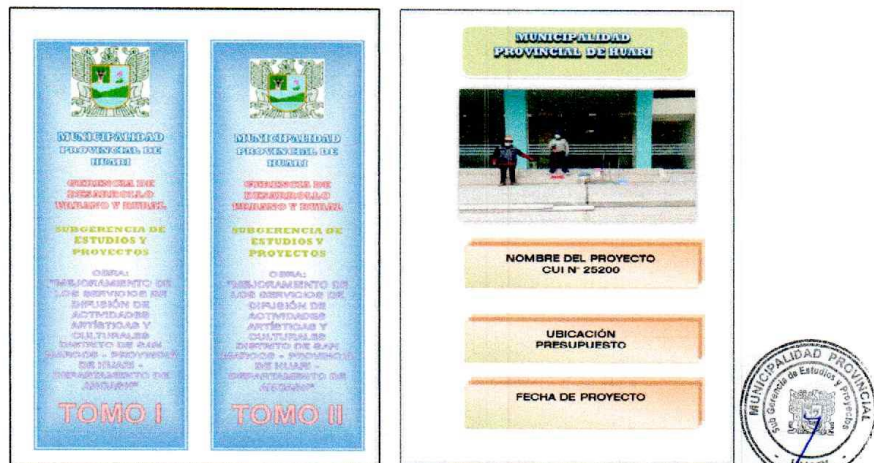 MUNICIPALIDAD
PROVINCIAL DE
HUARI
GERENCIA DE
DESARROLLO
URBANO Y RURAL
SUBGERENCIA DE
ESTUDIOS Y
PROYECTOS
OBRA:
"MEJORAMIENTO DE
LOS SERVICIOS DE
DIFUSIÓN DE
ACTIVIDADES
ARTÍSTICAS Y
CULTURALES
DISTRITO DE SAN
MARCOS - PROVINCIA
DE HUARI -
DEPARTAMENTO DE
ANCASH"
TOMO I
MUNICIPALIDAD
PROVINCIAL DE
HUARI
GERENCIA DE
DESARROLLO
URBANO Y RURAL
SUBGERENCIA DE
ESTUDIOS Y
PROYECTOS
OBRA:
"MEJORAMIENTO DE
LOS SERVICIOS DE
DIFUSIÓN DE
ACTIVIDADES
ARTÍSTICAS Y
CULTURALES
DISTRITO DE SAN
MARCOS - PROVINCIA
DE HUARI -
DEPARTAMENTO DE
ANCASH"
TOMO II
MUNICIPALIDAD
PROVINCIAL DE HUARI
NOMBRE DEL PROYECTO
CUI N° 25200
UBICACIÓN
PRESUPUESTO
FECHA DE PROYECTO
MUNICIPALIDAD PROVINCIAL
Sub Gerencia de Estudios y Proyectos